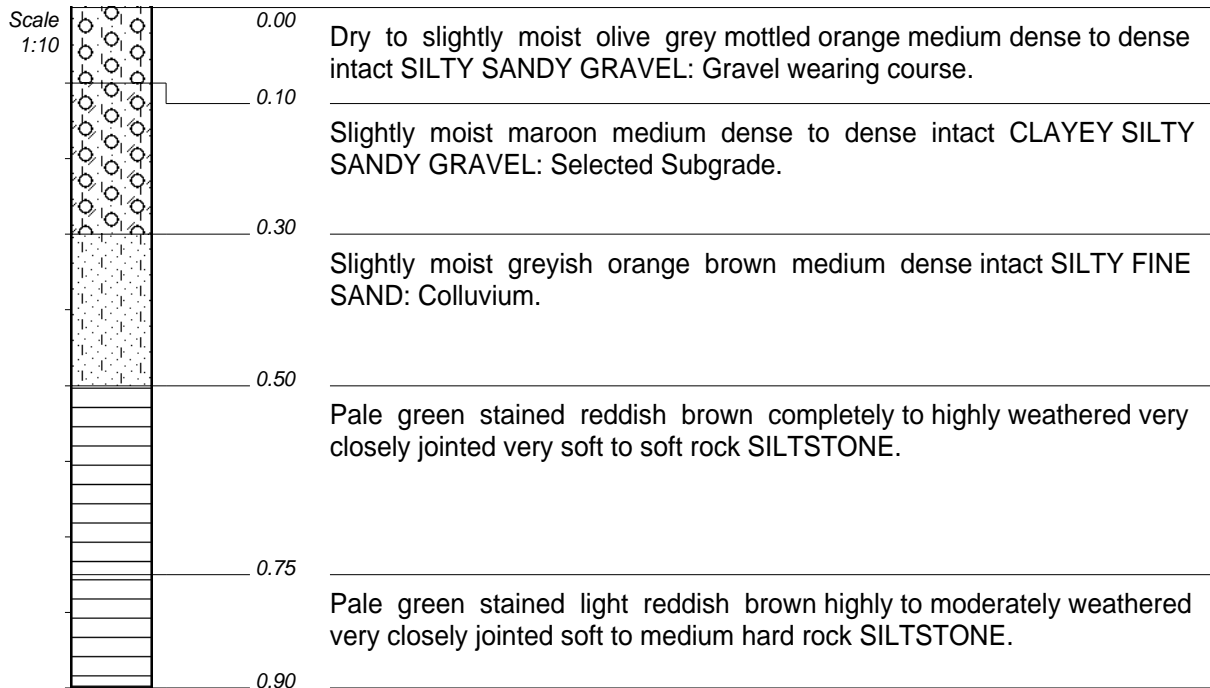 Scale
1:10
0.00
Dry to slightly moist olive grey mottled orange medium dense to dense
intact SILTY SANDY GRAVEL: Gravel wearing course.
0.10
Slightly moist maroon medium dense to dense intact CLAYEY SILTY
SANDY GRAVEL: Selected Subgrade.
0.30
Slightly moist greyish orange brown medium dense intact SILTY FINE
SAND: Colluvium.
0.50
Pale green stained reddish brown completely to highly weathered very
closely jointed very soft to soft rock SILTSTONE.
0.75
Pale green stained light reddish brown highly to moderately weathered
very closely jointed soft to medium hard rock SILTSTONE.
0.90